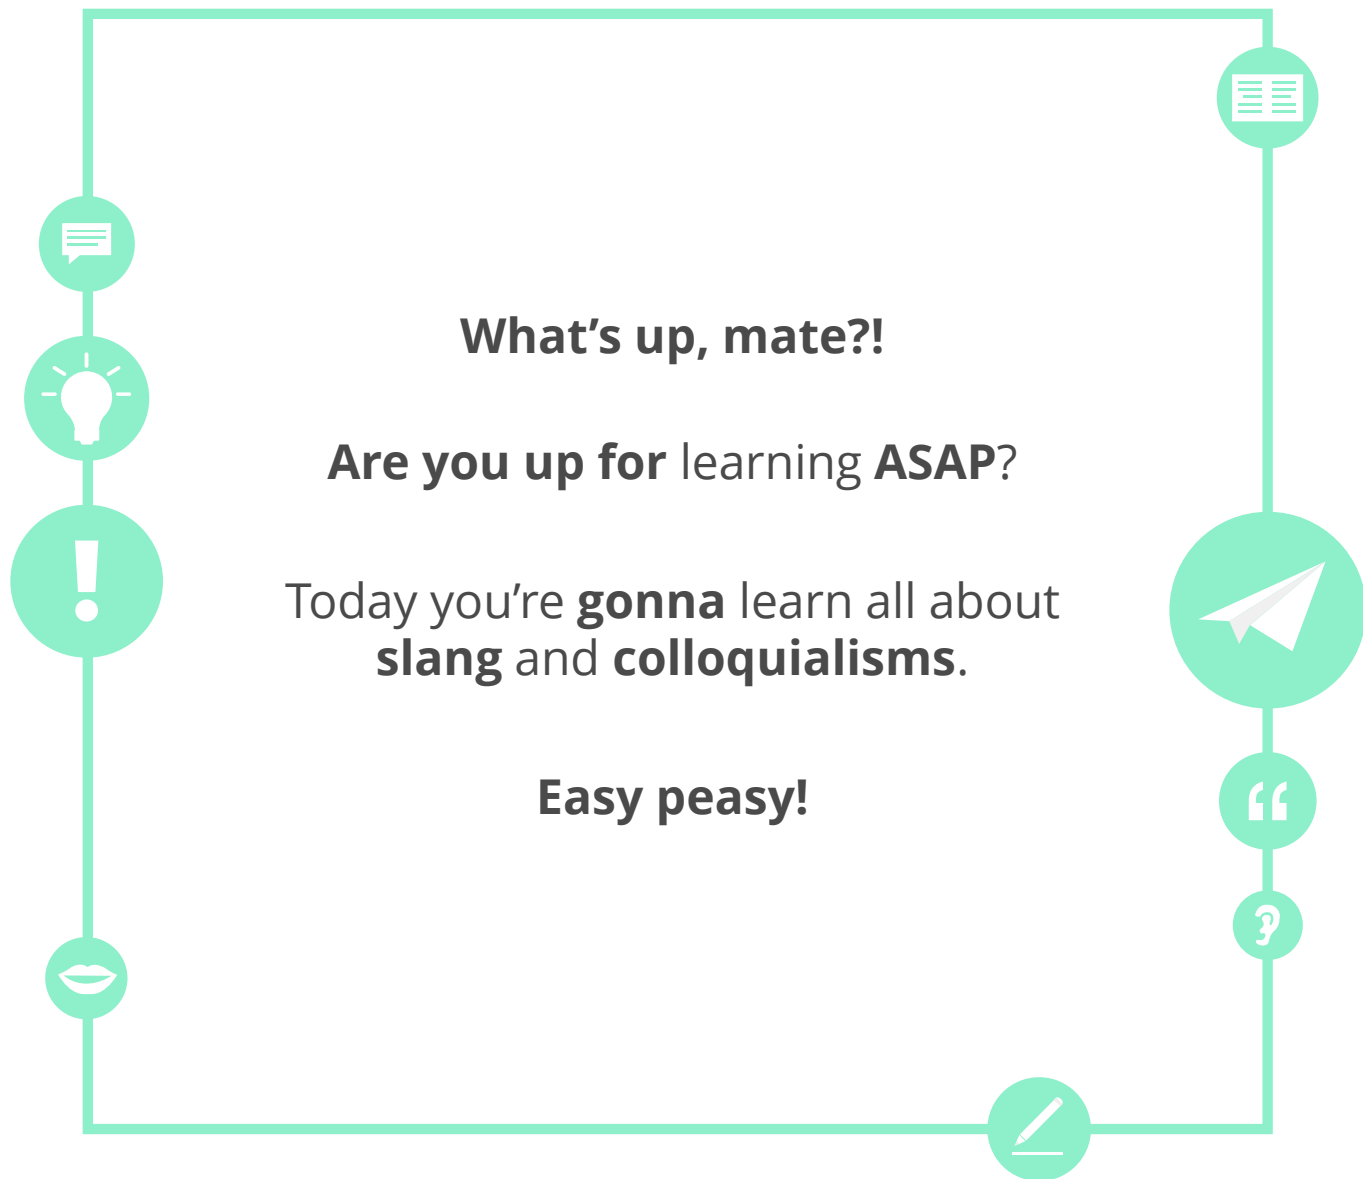 What’s up, mate?!
Are you up for learning ASAP?
Today you’re gonna learn all about
slang and colloquialisms.
Easy peasy!